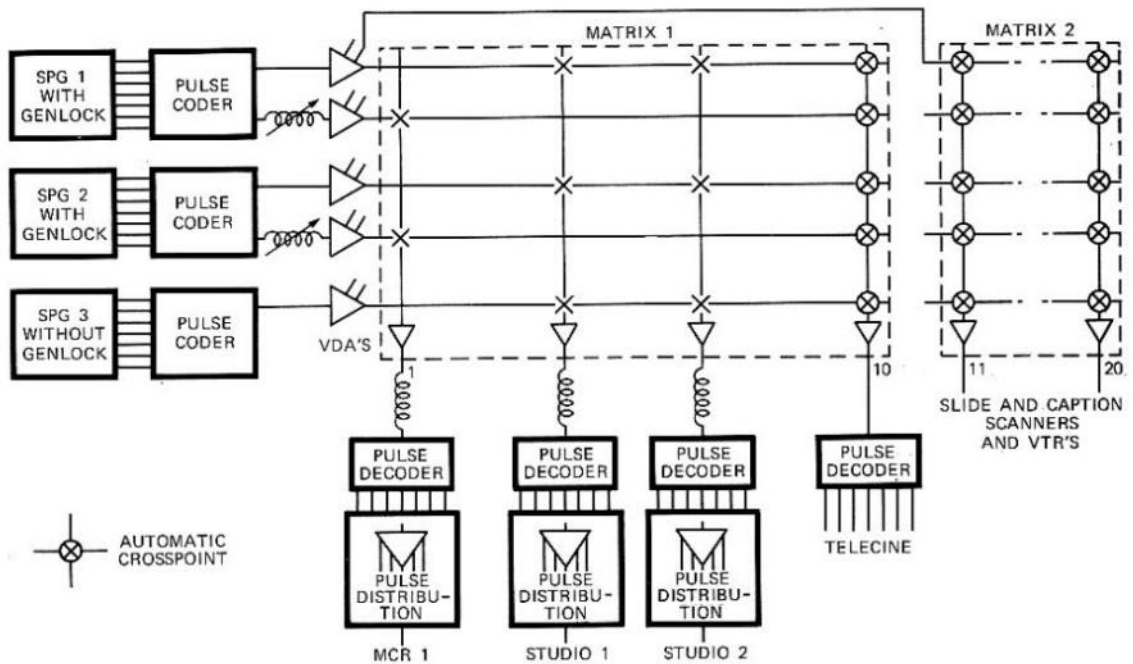 MATRIX 1
MATRIX 2
SPG 1
WITH
GENLOCK
PULSE
CODER
SPG 2
WITH
GENLOCK
PULSE
CODER
SPG 3
WITHOUT
GENLOCK
PULSE
CODER
VDA'S
1
10
11
20
SLIDE AND CAPTION
SCANNERS
AND VTR'S
PULSE
DECODER
PULSE
DECODER
PULSE
DECODER
PULSE
DECODER
TELECINE
AUTOMATIC
CROSSPOINT
PULSE
DISTRIBU-
TION
PULSE
DISTRIBU-
TION
PULSE
DISTRIBU-
TION
MCR 1
STUDIO 1
STUDIO 2